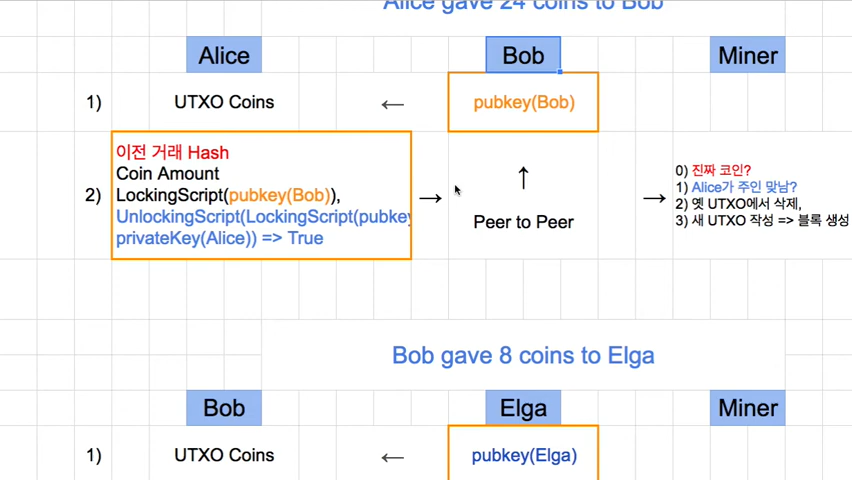 Alice gave 24 coins to Bob
Alice Bob Miner
1) UTXO Coins ← pubkey(Bob)
이전 거래 Hash
Coin Amount
2) LockingScript(pubkey(Bob)),
UnlockingScript(LockingScript(pubkey
privateKey(Alice)) => True
→ ↑ →
Peer to Peer
0) 진짜 코인?
1) Alice가 주인 맞남?
2) 옛 UTXO에서 삭제,
3) 새 UTXO 작성 => 블록 생성
Bob gave 8 coins to Elga
Bob Elga Miner
1) UTXO Coins ← pubkey(Elga)